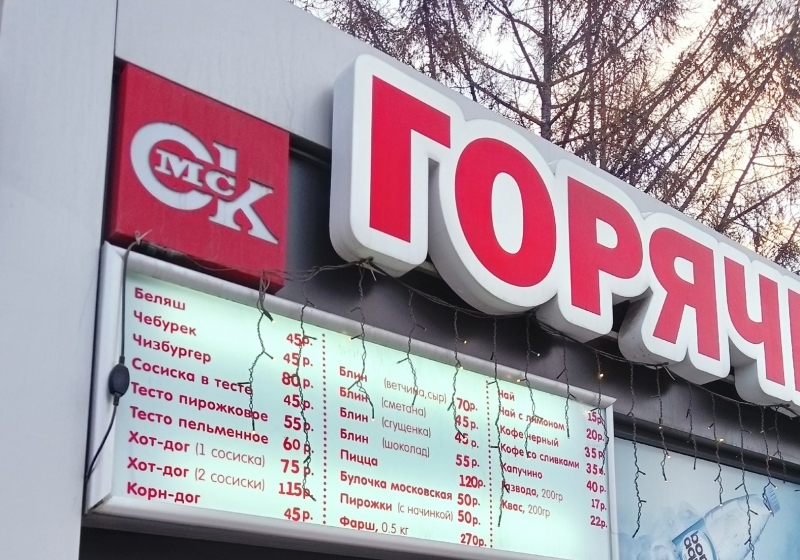 МС
К
ГОРЯЧ
Беляш 45р.
Чебурек 45р.
Чизбургер 80р.
Сосиска в тесте 45р.
Тесто пирожковое 55р.
Тесто пельменное 60р.
Хот-дог (1 сосиска) 75р.
Хот-дог (2 сосиски) 115р.
Корн-дог 45р.
Блин (ветчина,сыр) 70р.
Блин (сметана) 45р.
Блин (сгущенка) 45р.
Блин (шоколад) 55р.
Пицца 120р.
Булочка московская 50р.
Пирожки (с начинкой) 50р.
Фарш, 0.5 кг 270р.
Чай 15р.
Чай с лимоном 20р.
Кофе черный 35р.
Кофе со сливками 35р.
Капучино 40р.
Газвода, 200гр 17р.
Квас, 200гр 22р.